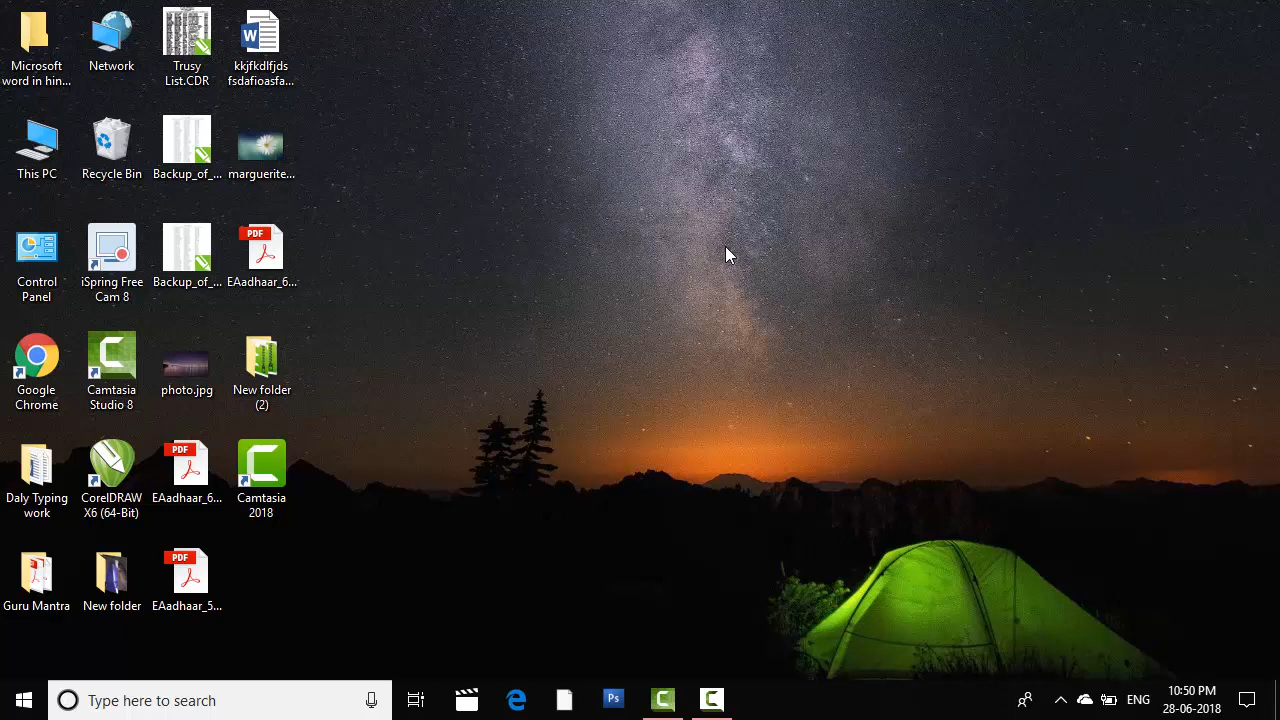 Microsoft
word in hin...
Network
Trusy
List.CDR
kkjfkdlfjds
fsdafioasfa...
This PC
Recycle Bin
Backup_of_...
marguerite...
Control
Panel
iSpring Free
Cam 8
Backup_of_...
PDF
EAadhaar_6...
Google
Chrome
Camtasia
Studio 8
photo.jpg
New folder
(2)
Daly Typing
work
CorelDRAW
X6 (64-Bit)
PDF
EAadhaar_6...
Camtasia
2018
Guru Mantra
New folder
PDF
EAadhaar_5...
Type here to search
Ps
ENG
0:50 PM
28-06-2018